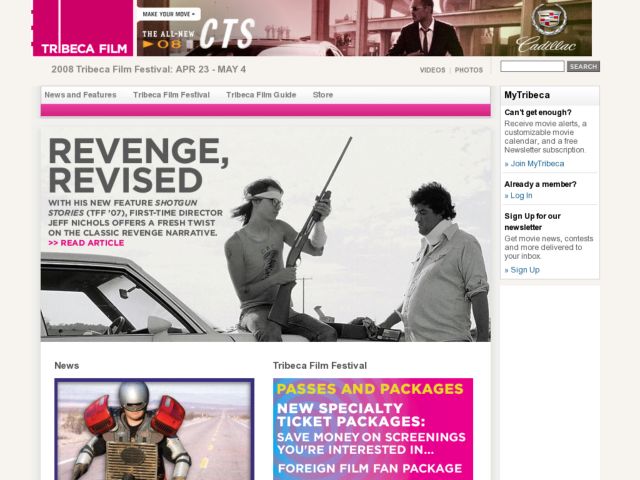 TRIBECA FILM
MAKE YOUR MOVE
THE ALL-NEW
08 CTS
Cadillac
2008 Tribeca Film Festival: APR 23 - MAY 4
VIDEOS | PHOTOS
SEARCH
News and Features
Tribeca Film Festival
Tribeca Film Guide
Store
REVENGE,
REVISED
WITH HIS NEW FEATURE SHOTGUN
STORIES (TFF '07), FIRST-TIME DIRECTOR
JEFF NICHOLS OFFERS A FRESH TWIST
ON THE CLASSIC REVENGE NARRATIVE.
>> READ ARTICLE
MyTribeca
Can't get enough?
Receive movie alerts, a
customizable movie
calendar, and a free
Newsletter subscription.
» Join MyTribeca
Already a member?
» Log In
Sign Up for our
newsletter
Get movie news, contests
and more delivered to
your inbox.
» Sign Up
News
Tribeca Film Festival
PASSES AND PACKAGES
NEW SPECIALTY
TICKET PACKAGES:
SAVE MONEY ON SCREENINGS
YOU'RE INTERESTED IN...
FOREIGN FILM FAN PACKAGE